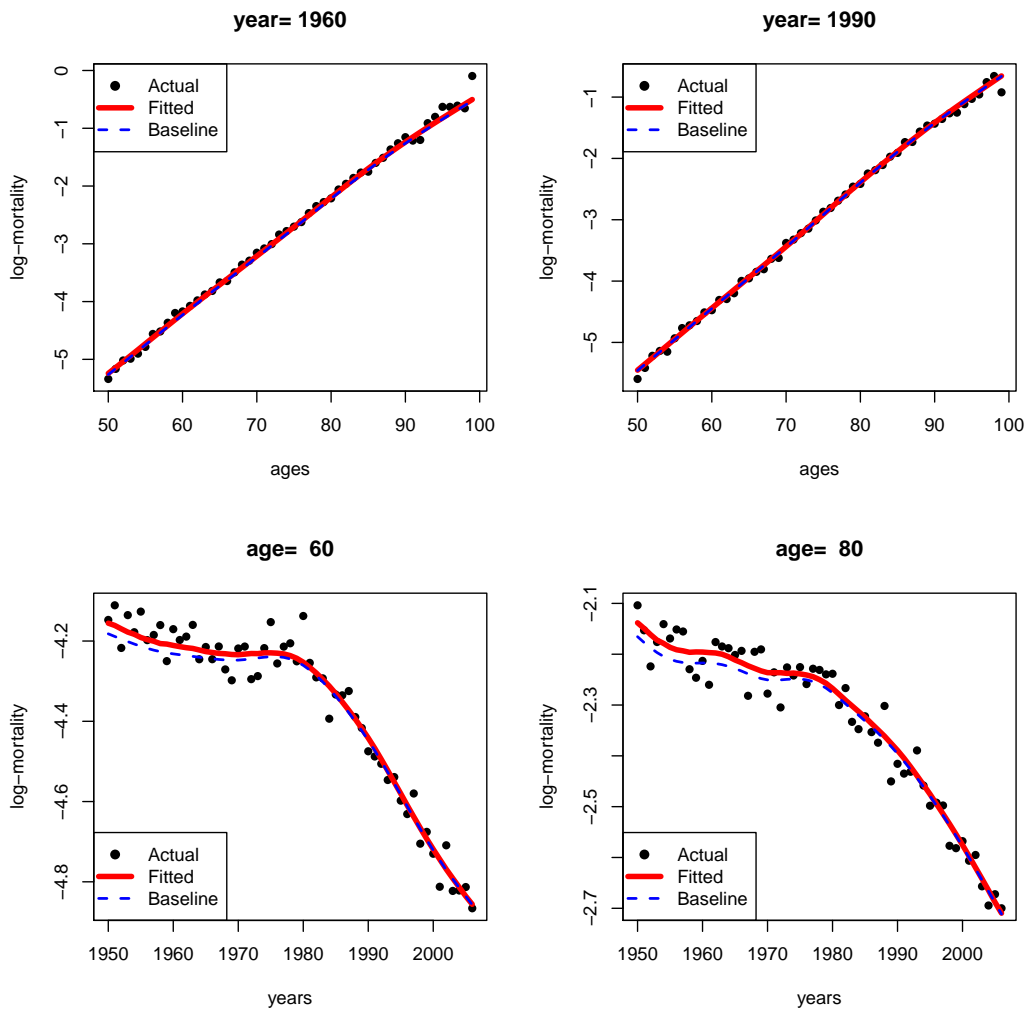 year= 1960
0
−1
−2
−3
−4
−5
log−mortality
Actual
Fitted
Baseline
50 60 70 80 90 100
ages
year= 1990
−1
−2
−3
−4
−5
log−mortality
Actual
Fitted
Baseline
50 60 70 80 90 100
ages
age=  60
−4.2
−4.4
−4.6
−4.8
log−mortality
Actual
Fitted
Baseline
1950 1960 1970 1980 1990 2000
years
age=  80
−2.1
−2.3
−2.5
−2.7
log−mortality
Actual
Fitted
Baseline
1950 1960 1970 1980 1990 2000
years